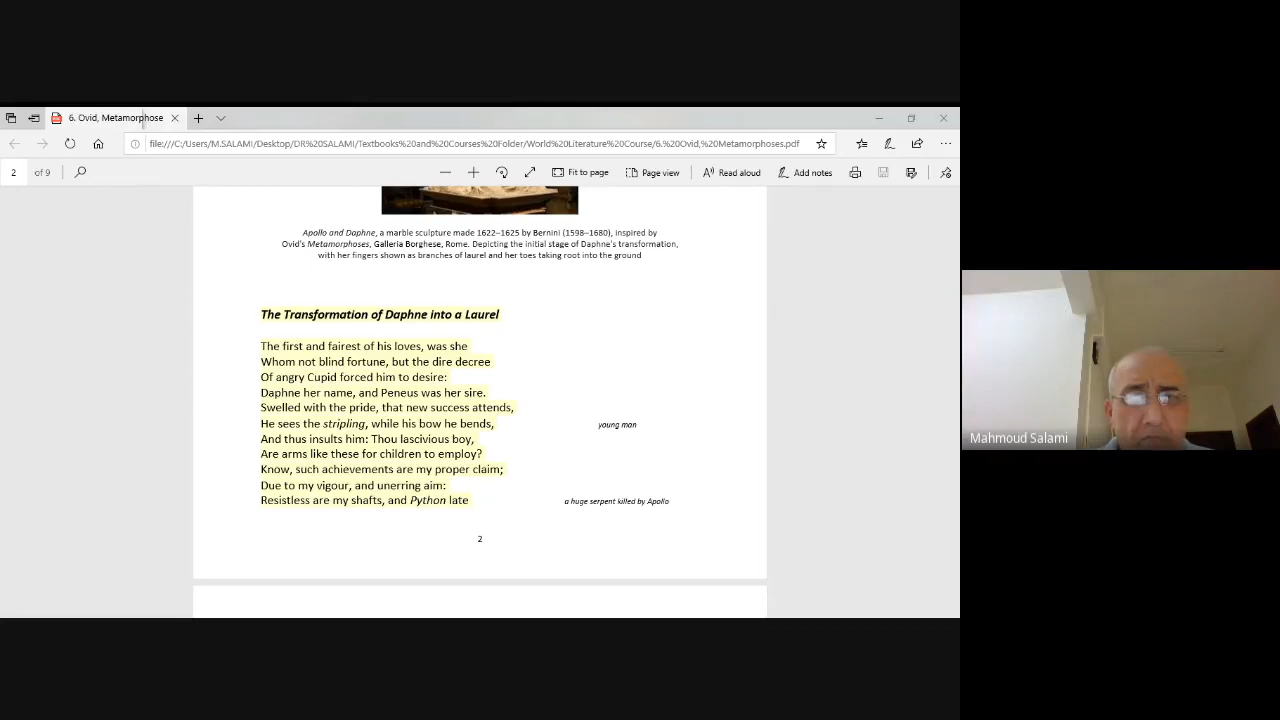 6. Ovid, Metamorphose
file:///C:/Users/M.SALAMI/Desktop/DR%20SALAMI/Textbooks%20and%20Courses%20Folder/World%20Literature%20Course/6.%20Ovid,%20Metamorphoses.pdf
2 of 9 Fit to page Page view Read aloud Add notes
Apollo and Daphne, a marble sculpture made 1622–1625 by Bernini (1598–1680), inspired by
Ovid's Metamorphoses, Galleria Borghese, Rome. Depicting the initial stage of Daphne's transformation,
with her fingers shown as branches of laurel and her toes taking root into the ground
The Transformation of Daphne into a Laurel
The first and fairest of his loves, was she
Whom not blind fortune, but the dire decree
Of angry Cupid forced him to desire:
Daphne her name, and Peneus was her sire.
Swelled with the pride, that new success attends,
He sees the stripling, while his bow he bends, young man
And thus insults him: Thou lascivious boy,
Are arms like these for children to employ?
Know, such achievements are my proper claim;
Due to my vigour, and unerring aim:
Resistless are my shafts, and Python late a huge serpent killed by Apollo
2
Mahmoud Salami